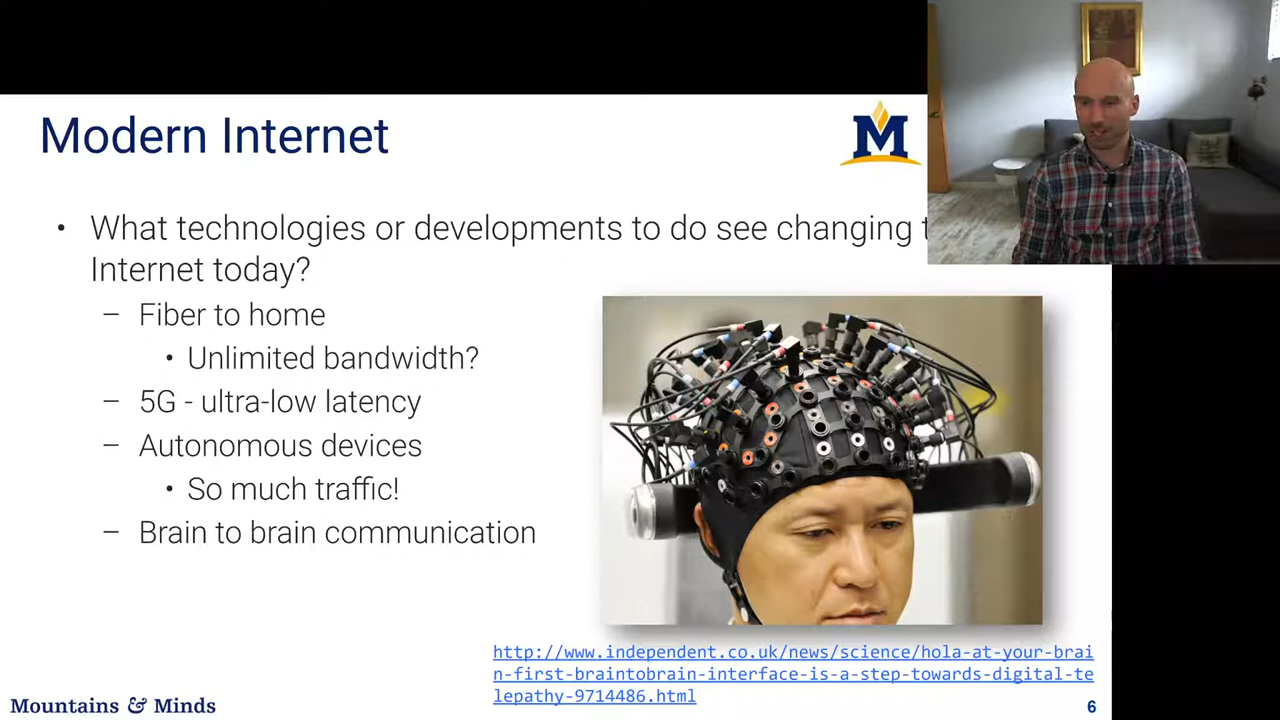 Modern Internet
M
• What technologies or developments to do see changing
Internet today?
– Fiber to home
• Unlimited bandwidth?
– 5G - ultra-low latency
– Autonomous devices
• So much traffic!
– Brain to brain communication
http://www.independent.co.uk/news/science/hola-at-your-brai
n-first-braintobrain-interface-is-a-step-towards-digital-te
lepathy-9714486.html
Mountains & Minds
6